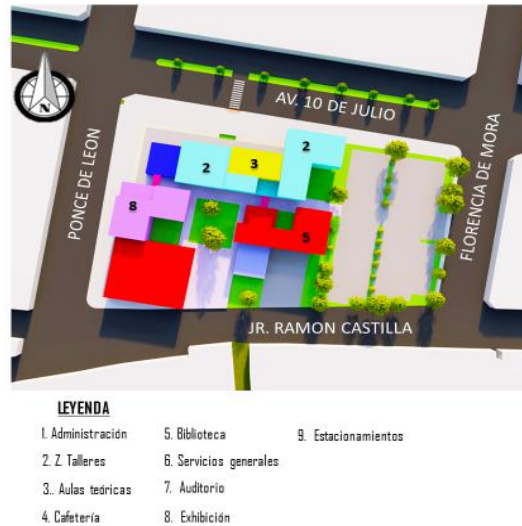 N
AV. 10 DE JULIO
PONCE DE LEON
FLORENCIA DE MORA
2
2
3
8
5
JR. RAMON CASTILLA
LEYENDA
1. Administración
2. Z. Talleres
3.. Aulas teóricas
4. Cafetería
5. Biblioteca
6. Servicios generales
7. Auditorio
8. Exhibición
9. Estacionamientos